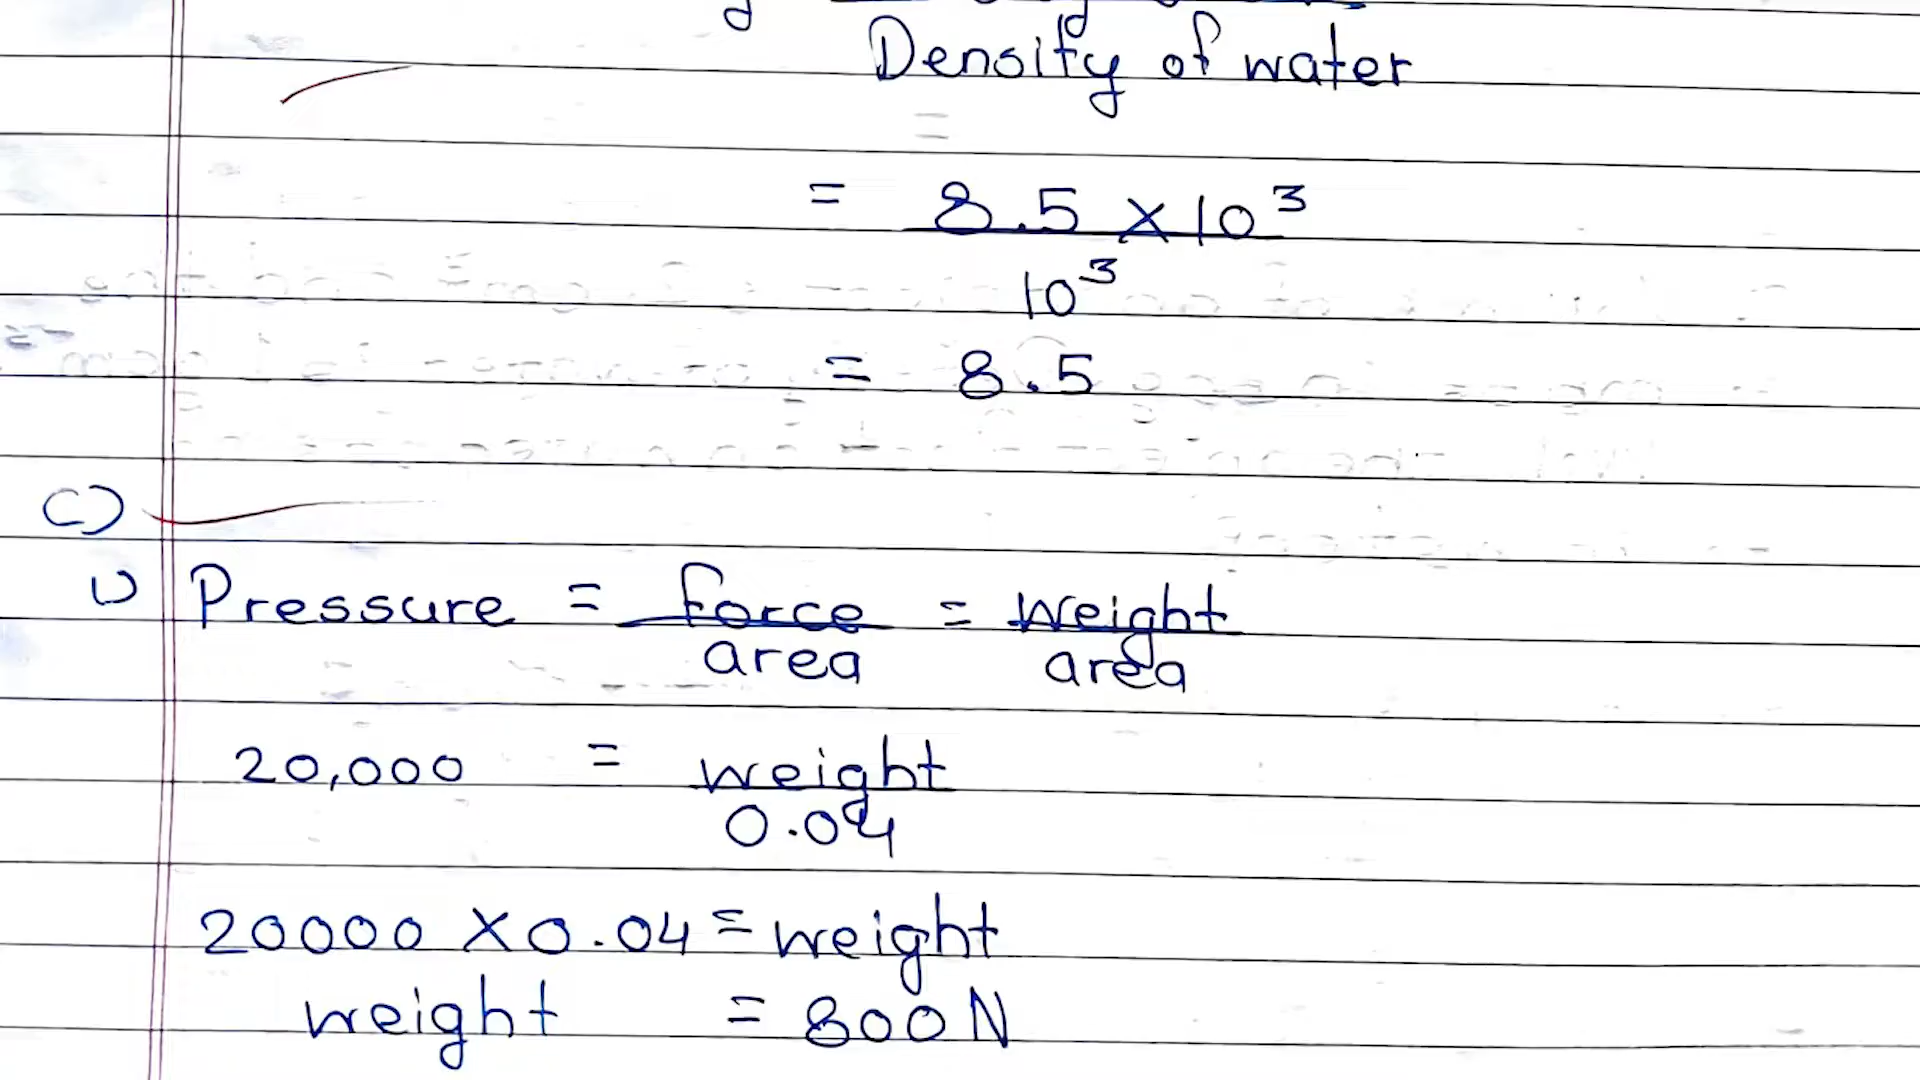 Density of water
=
= 8.5 × 10³
10³
= 8.5
C)
1) Pressure = force = weight
area area
20,000 = weight
0.04
20000 × 0.04 = weight
weight = 800 N